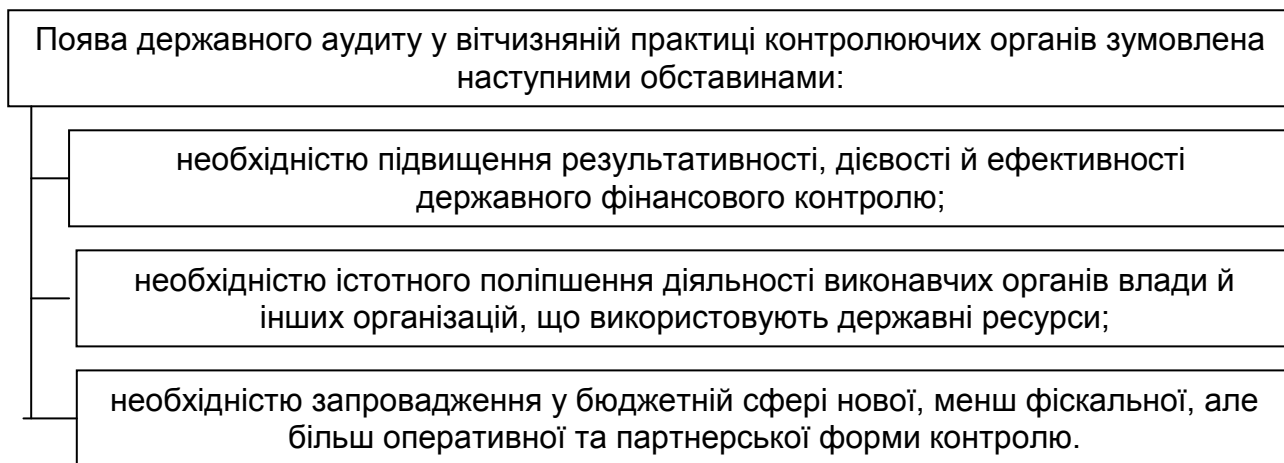 Поява державного аудиту у вітчизняній практиці контролюючих органів зумовлена
наступними обставинами:
необхідністю підвищення результативності, дієвості й ефективності
державного фінансового контролю;
необхідністю істотного поліпшення діяльності виконавчих органів влади й
інших організацій, що використовують державні ресурси;
необхідністю запровадження у бюджетній сфері нової, менш фіскальної, але
більш оперативної та партнерської форми контролю.